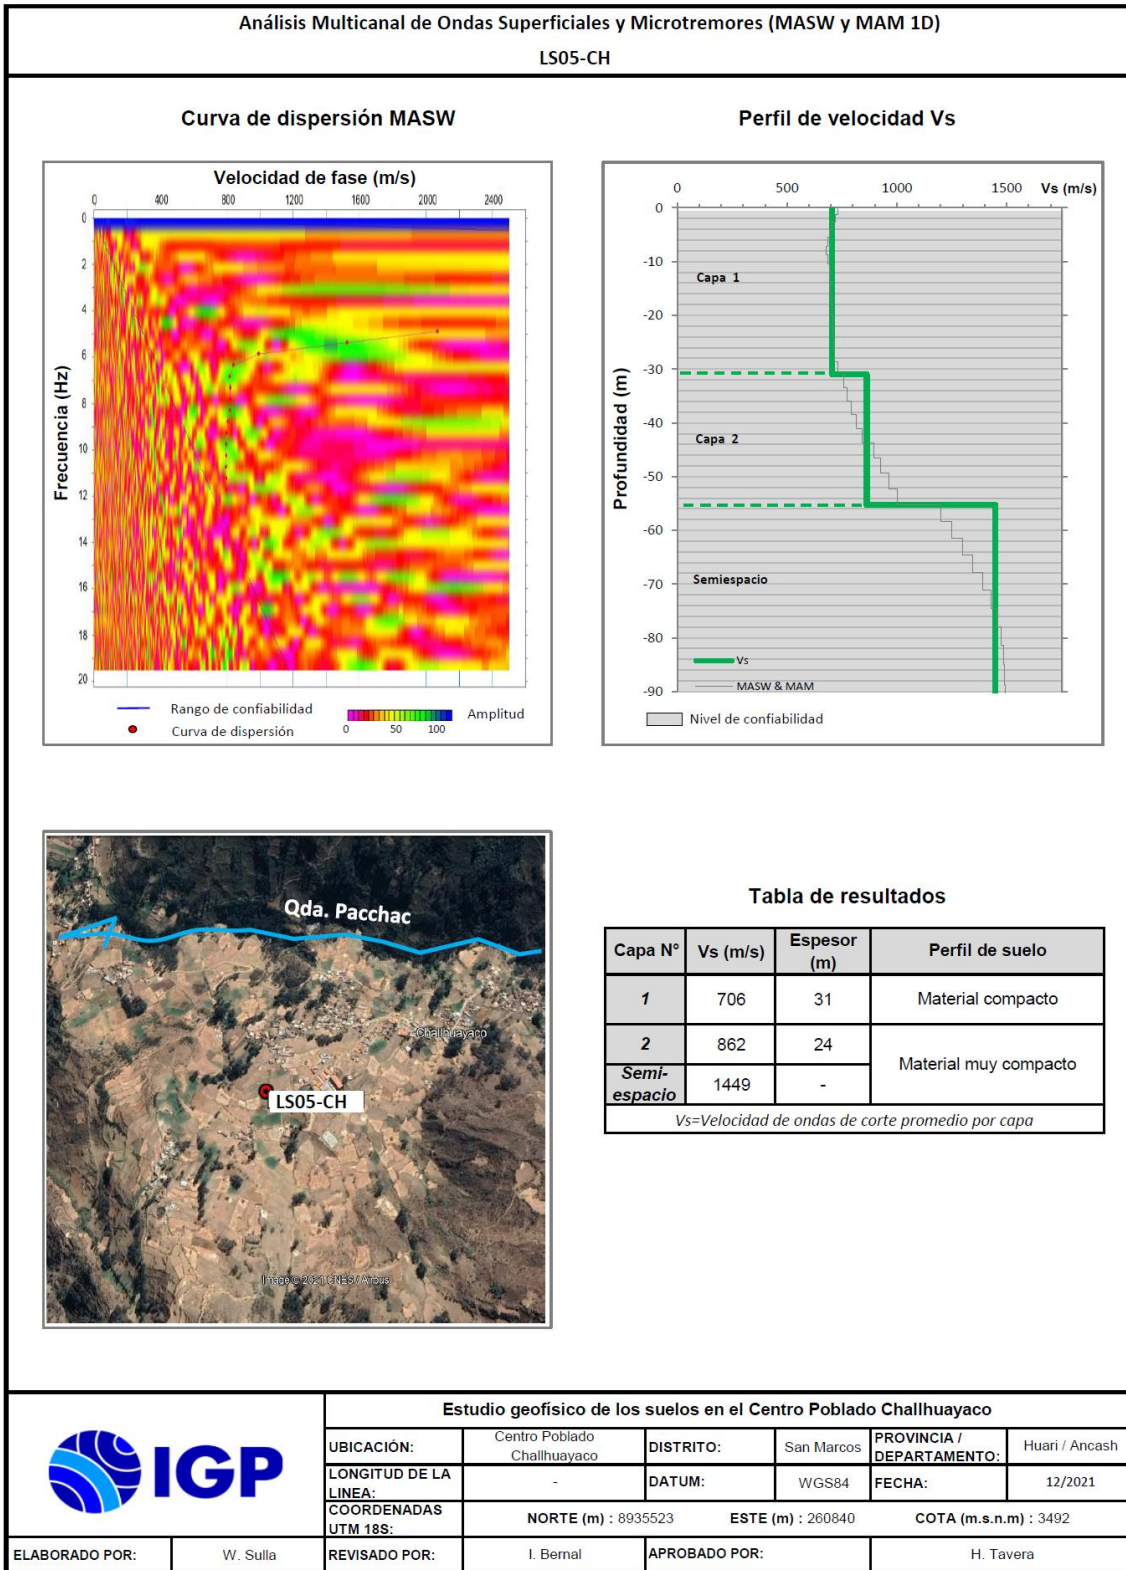 Análisis Multicanal de Ondas Superficiales y Microtremores (MASW y MAM 1D)
LS05-CH
Curva de dispersión MASW
Velocidad de fase (m/s)
0 400 800 1200 1600 2000 2400
Frecuencia (Hz)
0
2
4
6
8
10
12
14
16
18
20
Rango de confiabilidad
Curva de dispersión
Amplitud
0 50 100
Perfil de velocidad Vs
0 500 1000 1500 Vs (m/s)
Profundidad (m)
0
-10
-20
-30
-40
-50
-60
-70
-80
-90
Capa 1
Capa 2
Semiespacio
Vs
MASW & MAM
Nivel de confiabilidad
Qda. Pacchac
Challhuayaco
LS05-CH
Image © 2021 CNES / Airbus
Tabla de resultados
Capa N° Vs (m/s) Espesor (m) Perfil de suelo
1 706 31 Material compacto
2 862 24 Material muy compacto
Semi-espacio 1449 -
Vs=Velocidad de ondas de corte promedio por capa
IGP
Estudio geofísico de los suelos en el Centro Poblado Challhuayaco
UBICACIÓN: Centro Poblado Challhuayaco DISTRITO: San Marcos PROVINCIA / DEPARTAMENTO: Huari / Ancash
LONGITUD DE LA LINEA: - DATUM: WGS84 FECHA: 12/2021
COORDENADAS UTM 18S: NORTE (m) : 8935523 ESTE (m) : 260840 COTA (m.s.n.m) : 3492
ELABORADO POR: W. Sulla REVISADO POR: I. Bernal APROBADO POR: H. Tavera